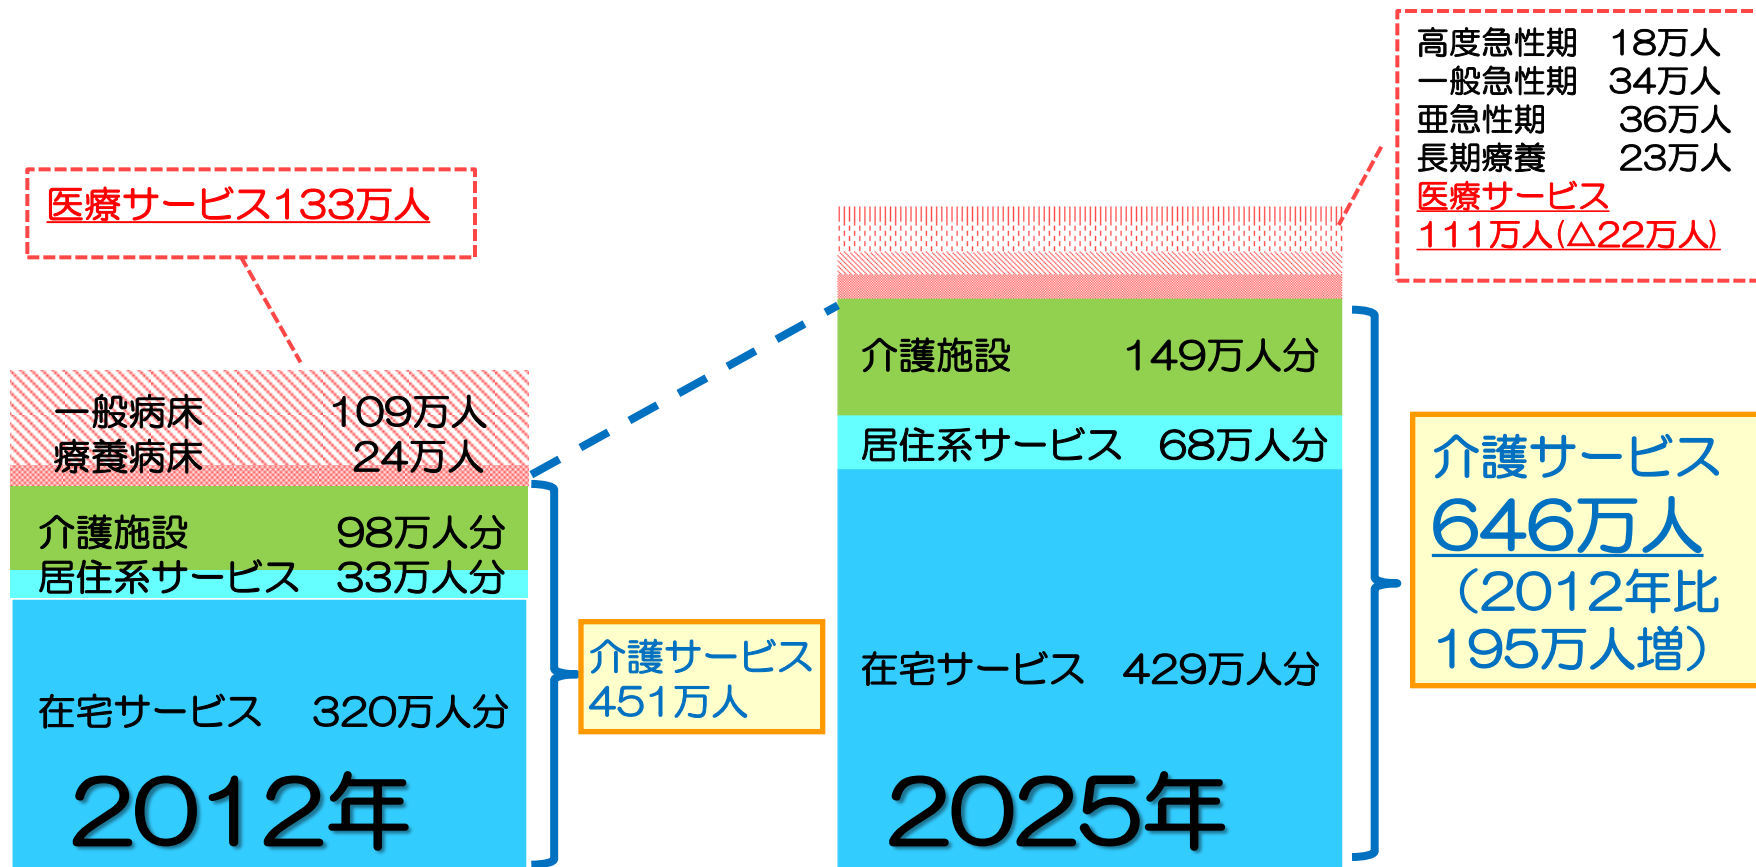 医療サービス133万人
一般病床　109万人
療養病床　24万人
介護施設　98万人分
居住系サービス　33万人分
在宅サービス　320万人分
2012年
介護サービス
451万人
高度急性期　18万人
一般急性期　34万人
亜急性期　36万人
長期療養　23万人
医療サービス
111万人(△22万人)
介護施設　149万人分
居住系サービス　68万人分
在宅サービス　429万人分
2025年
介護サービス
646万人
（2012年比
195万人増）